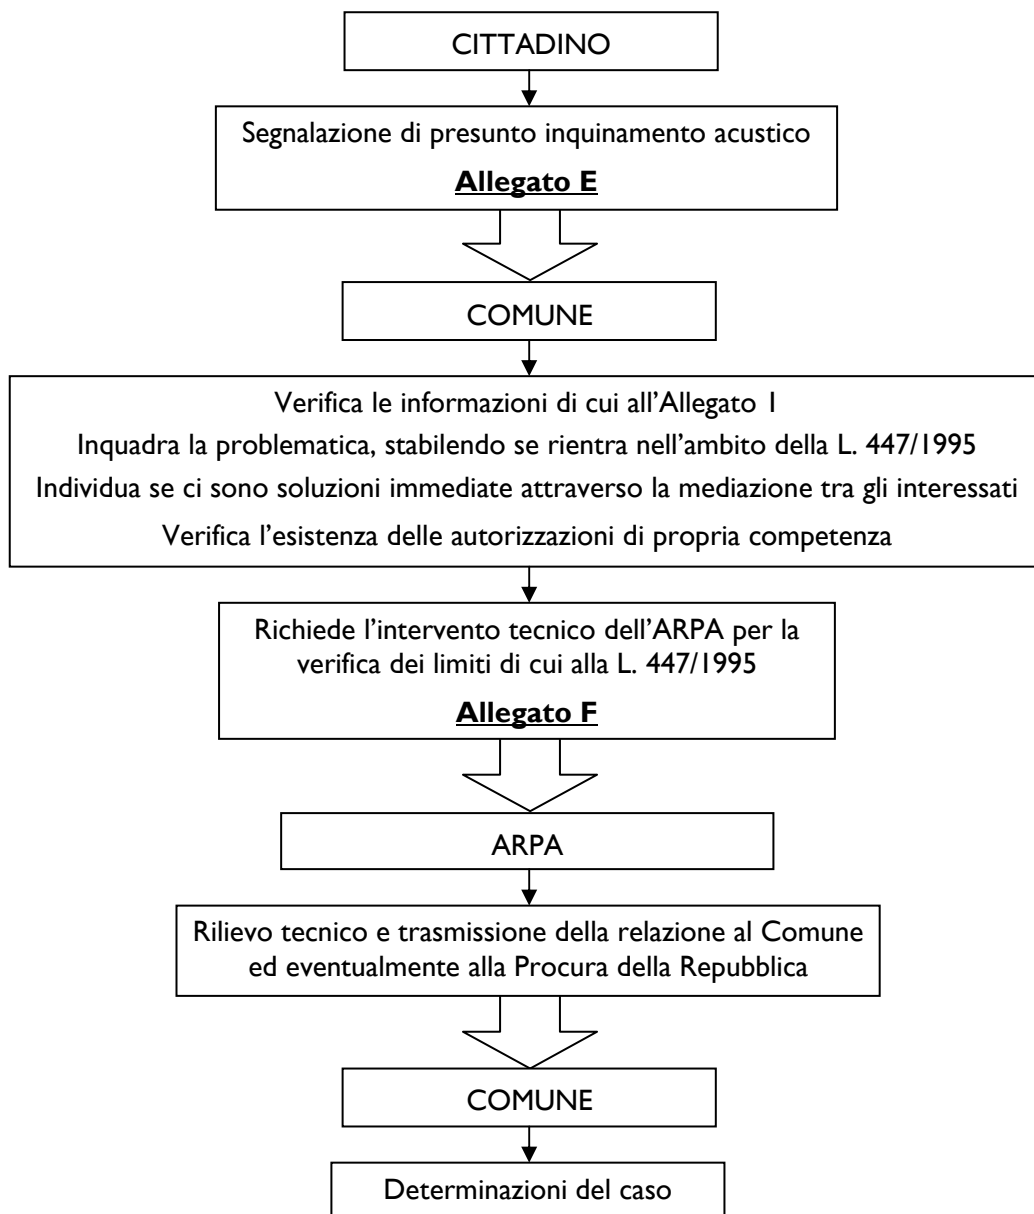 CITTADINO
Segnalazione di presunto inquinamento acustico
Allegato E
COMUNE
Verifica le informazioni di cui all'Allegato 1
Inquadra la problematica, stabilendo se rientra nell'ambito della L. 447/1995
Individua se ci sono soluzioni immediate attraverso la mediazione tra gli interessati
Verifica l'esistenza delle autorizzazioni di propria competenza
Richiede l'intervento tecnico dell'ARPA per la
verifica dei limiti di cui alla L. 447/1995
Allegato F
ARPA
Rilievo tecnico e trasmissione della relazione al Comune
ed eventualmente alla Procura della Repubblica
COMUNE
Determinazioni del caso